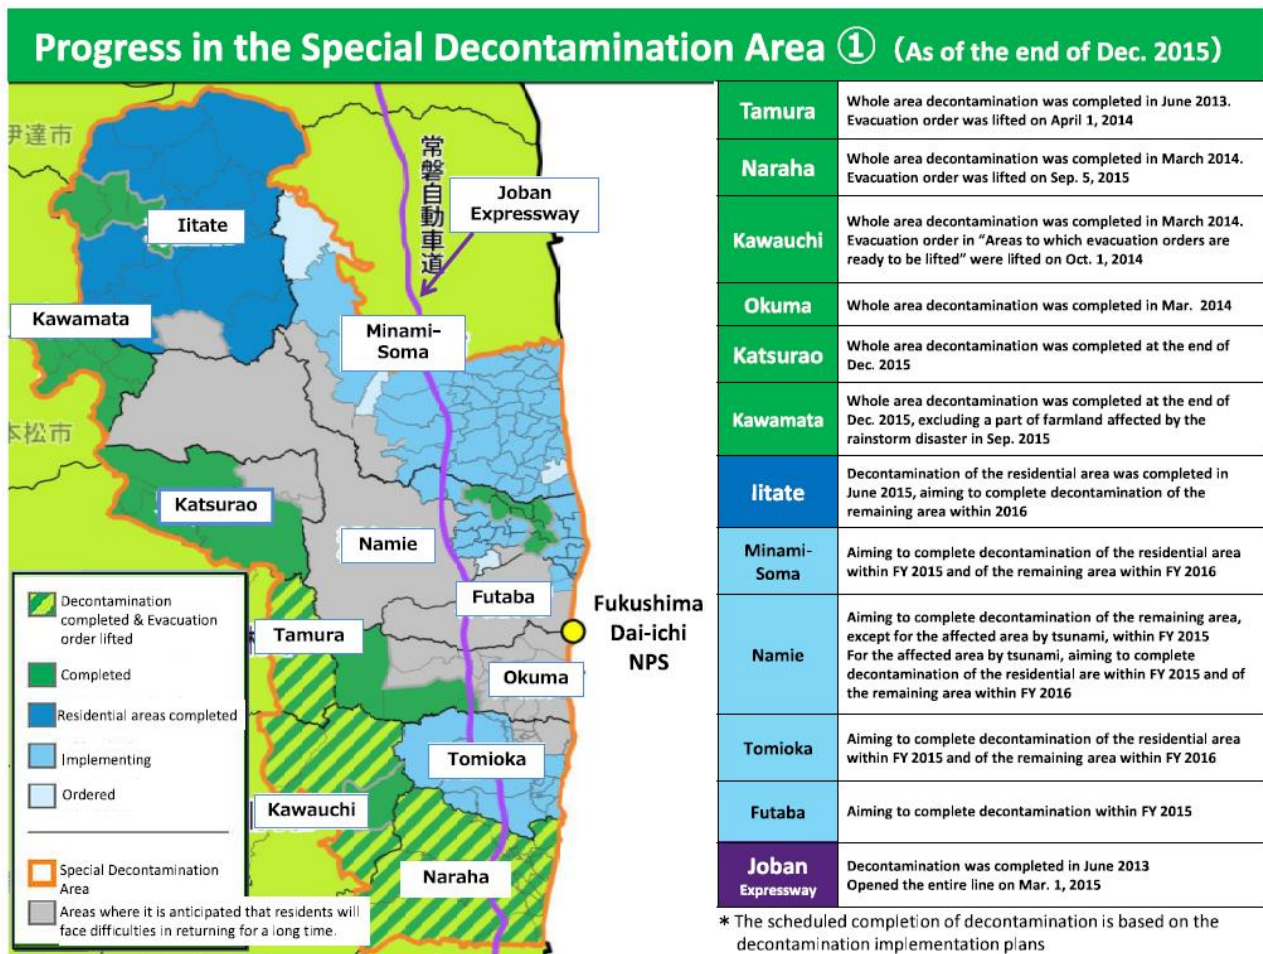 Progress in the Special Decontamination Area ① (As of the end of Dec. 2015)
伊達市
常磐自動車道
Joban
Expressway
Iitate
Kawamata
Minami-
Soma
本松市
Katsurao
Namie
Futaba
Fukushima
Dai-ichi
NPS
Tamura
Okuma
Tomioka
Kawauchi
Naraha
Decontamination
completed & Evacuation
order lifted
Completed
Residential areas completed
Implementing
Ordered
Special Decontamination
Area
Areas where it is anticipated that residents will
face difficulties in returning for a long time.
Tamura
Whole area decontamination was completed in June 2013.
Evacuation order was lifted on April 1, 2014
Naraha
Whole area decontamination was completed in March 2014.
Evacuation order was lifted on Sep. 5, 2015
Kawauchi
Whole area decontamination was completed in March 2014.
Evacuation order in “Areas to which evacuation orders are
ready to be lifted” were lifted on Oct. 1, 2014
Okuma
Whole area decontamination was completed in Mar. 2014
Katsurao
Whole area decontamination was completed at the end of
Dec. 2015
Kawamata
Whole area decontamination was completed at the end of
Dec. 2015, excluding a part of farmland affected by the
rainstorm disaster in Sep. 2015
Iitate
Decontamination of the residential area was completed in
June 2015, aiming to complete decontamination of the
remaining area within 2016
Minami-
Soma
Aiming to complete decontamination of the residential area
within FY 2015 and of the remaining area within FY 2016
Namie
Aiming to complete decontamination of the remaining area,
except for the affected area by tsunami, within FY 2015
For the affected area by tsunami, aiming to complete
decontamination of the residential are within FY 2015 and of
the remaining area within FY 2016
Tomioka
Aiming to complete decontamination of the residential area
within FY 2015 and of the remaining area within FY 2016
Futaba
Aiming to complete decontamination within FY 2015
Joban
Expressway
Decontamination was completed in June 2013
Opened the entire line on Mar. 1, 2015
* The scheduled completion of decontamination is based on the
decontamination implementation plans